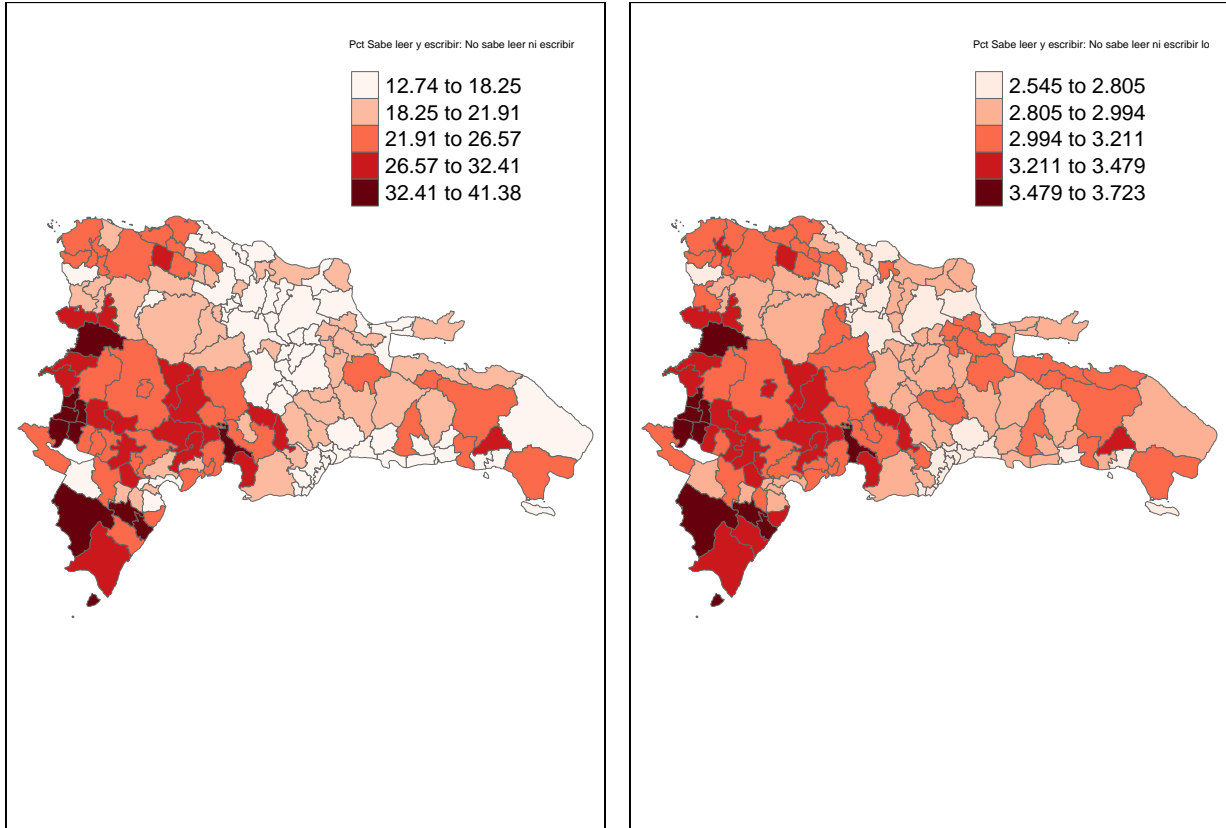 Pct Sabe leer y escribir: No sabe leer ni escribir
12.74 to 18.25
18.25 to 21.91
21.91 to 26.57
26.57 to 32.41
32.41 to 41.38
Pct Sabe leer y escribir: No sabe leer ni escribir lo
2.545 to 2.805
2.805 to 2.994
2.994 to 3.211
3.211 to 3.479
3.479 to 3.723